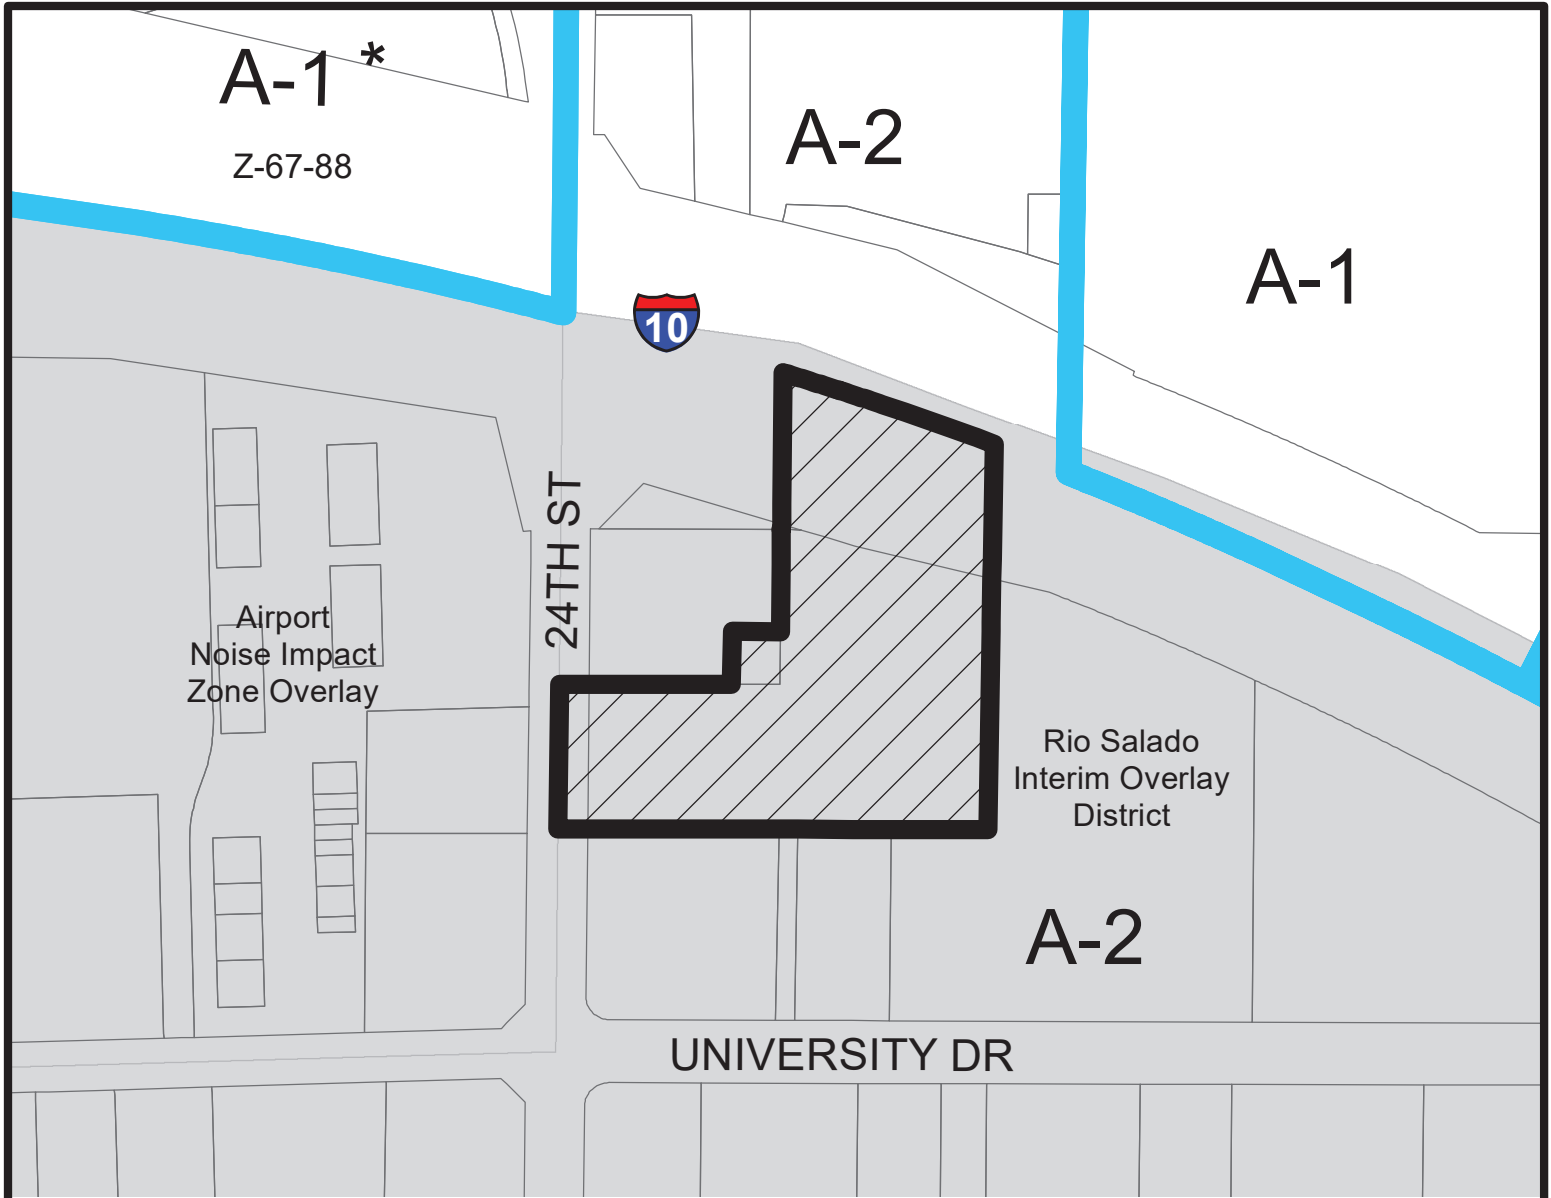 A-1 *
Z-67-88
A-2
A-1
10
24TH ST
Airport
Noise Impact
Zone Overlay
Rio Salado
Interim Overlay
District
A-2
UNIVERSITY DR